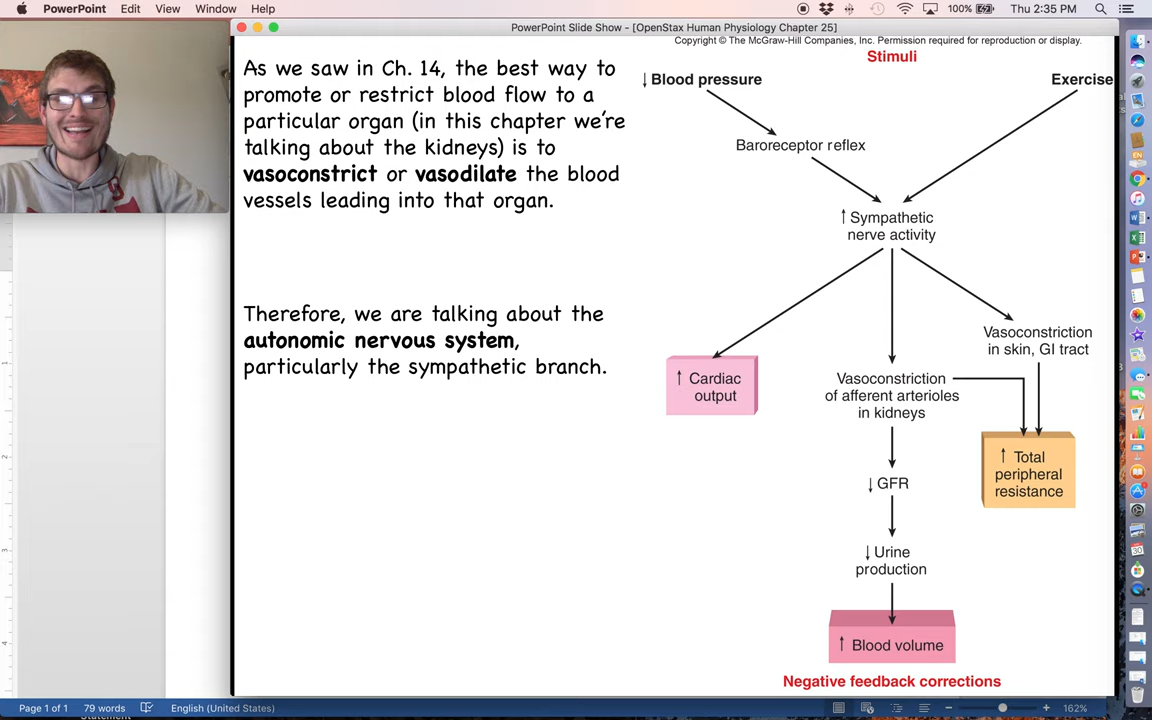 PowerPoint Edit View Window Help
100% Thu 2:35 PM
PowerPoint Slide Show - [OpenStax Human Physiology Chapter 25]
Copyright © The McGraw-Hill Companies, Inc. Permission required for reproduction or display.
As we saw in Ch. 14, the best way to
promote or restrict blood flow to a
particular organ (in this chapter we're
talking about the kidneys) is to
vasoconstrict or vasodilate the blood
vessels leading into that organ.
Therefore, we are talking about the
autonomic nervous system,
particularly the sympathetic branch.
Stimuli
↓ Blood pressure
Exercise
Baroreceptor reflex
↑ Sympathetic
nerve activity
Vasoconstriction
in skin, GI tract
↑ Cardiac
output
Vasoconstriction
of afferent arterioles
in kidneys
↑ Total
peripheral
resistance
↓ GFR
↓ Urine
production
↑ Blood volume
Negative feedback corrections
Page 1 of 1 79 words English (United States) 162%